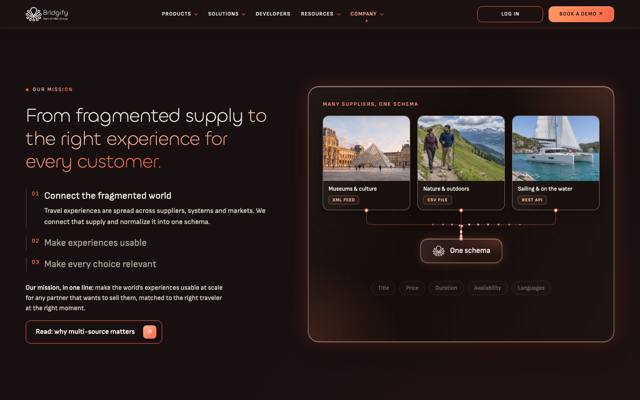 Bridgify
PRODUCTS
SOLUTIONS
DEVELOPERS
RESOURCES
COMPANY
LOG IN
BOOK A DEMO ↗
OUR MISSION
From fragmented supply to
the right experience for
every customer.
01 Connect the fragmented world
Travel experiences are spread across suppliers, systems and markets. We
connect that supply and normalize it into one schema.
02 Make experiences usable
03 Make every choice relevant
Our mission, in one line: make the world's experiences usable at scale
for any partner that wants to sell them, matched to the right traveler
at the right moment.
Read: why multi-source matters
MANY SUPPLIERS, ONE SCHEMA
Museums & culture
XML FEED
Nature & outdoors
CSV FILE
Sailing & on the water
REST API
One schema
Title
Price
Duration
Availability
Languages